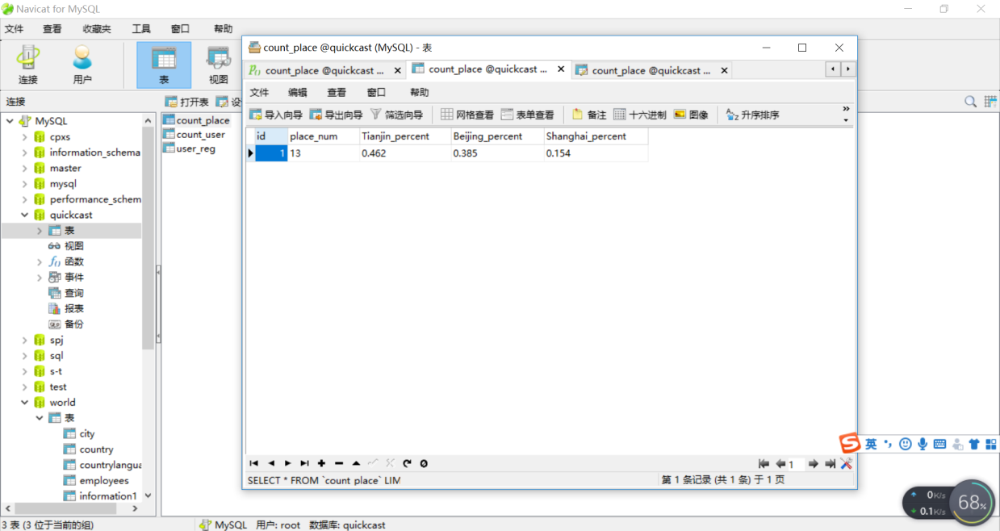 Navicat for MySQL
文件 查看 收藏夹 工具 窗口 帮助
连接 用户 表 视图
连接
打开表 设
MySQL
cpxs
information_schema
master
mysql
performance_schem
quickcast
表
视图
函数
事件
查询
报表
备份
spj
sql
s-t
test
world
表
city
country
countrylangua
employees
information1
count_place
count_user
user_reg
count_place @quickcast (MySQL) - 表
count_place @quickcast ... count_place @quickcast ... count_place @quickcast ...
文件 编辑 查看 窗口 帮助
导入向导 导出向导 筛选向导 网格查看 表单查看 备注 十六进制 图像 升序排序
id place_num Tianjin_percent Beijing_percent Shanghai_percent
1 13 0.462 0.385 0.154
1
SELECT * FROM `count_place` LIM 第 1 条记录 (共 1 条) 于 1 页
英
0K/s
0.1K/s
68%
3 表 (3 位于当前的组) MySQL 用户: root 数据库: quickcast